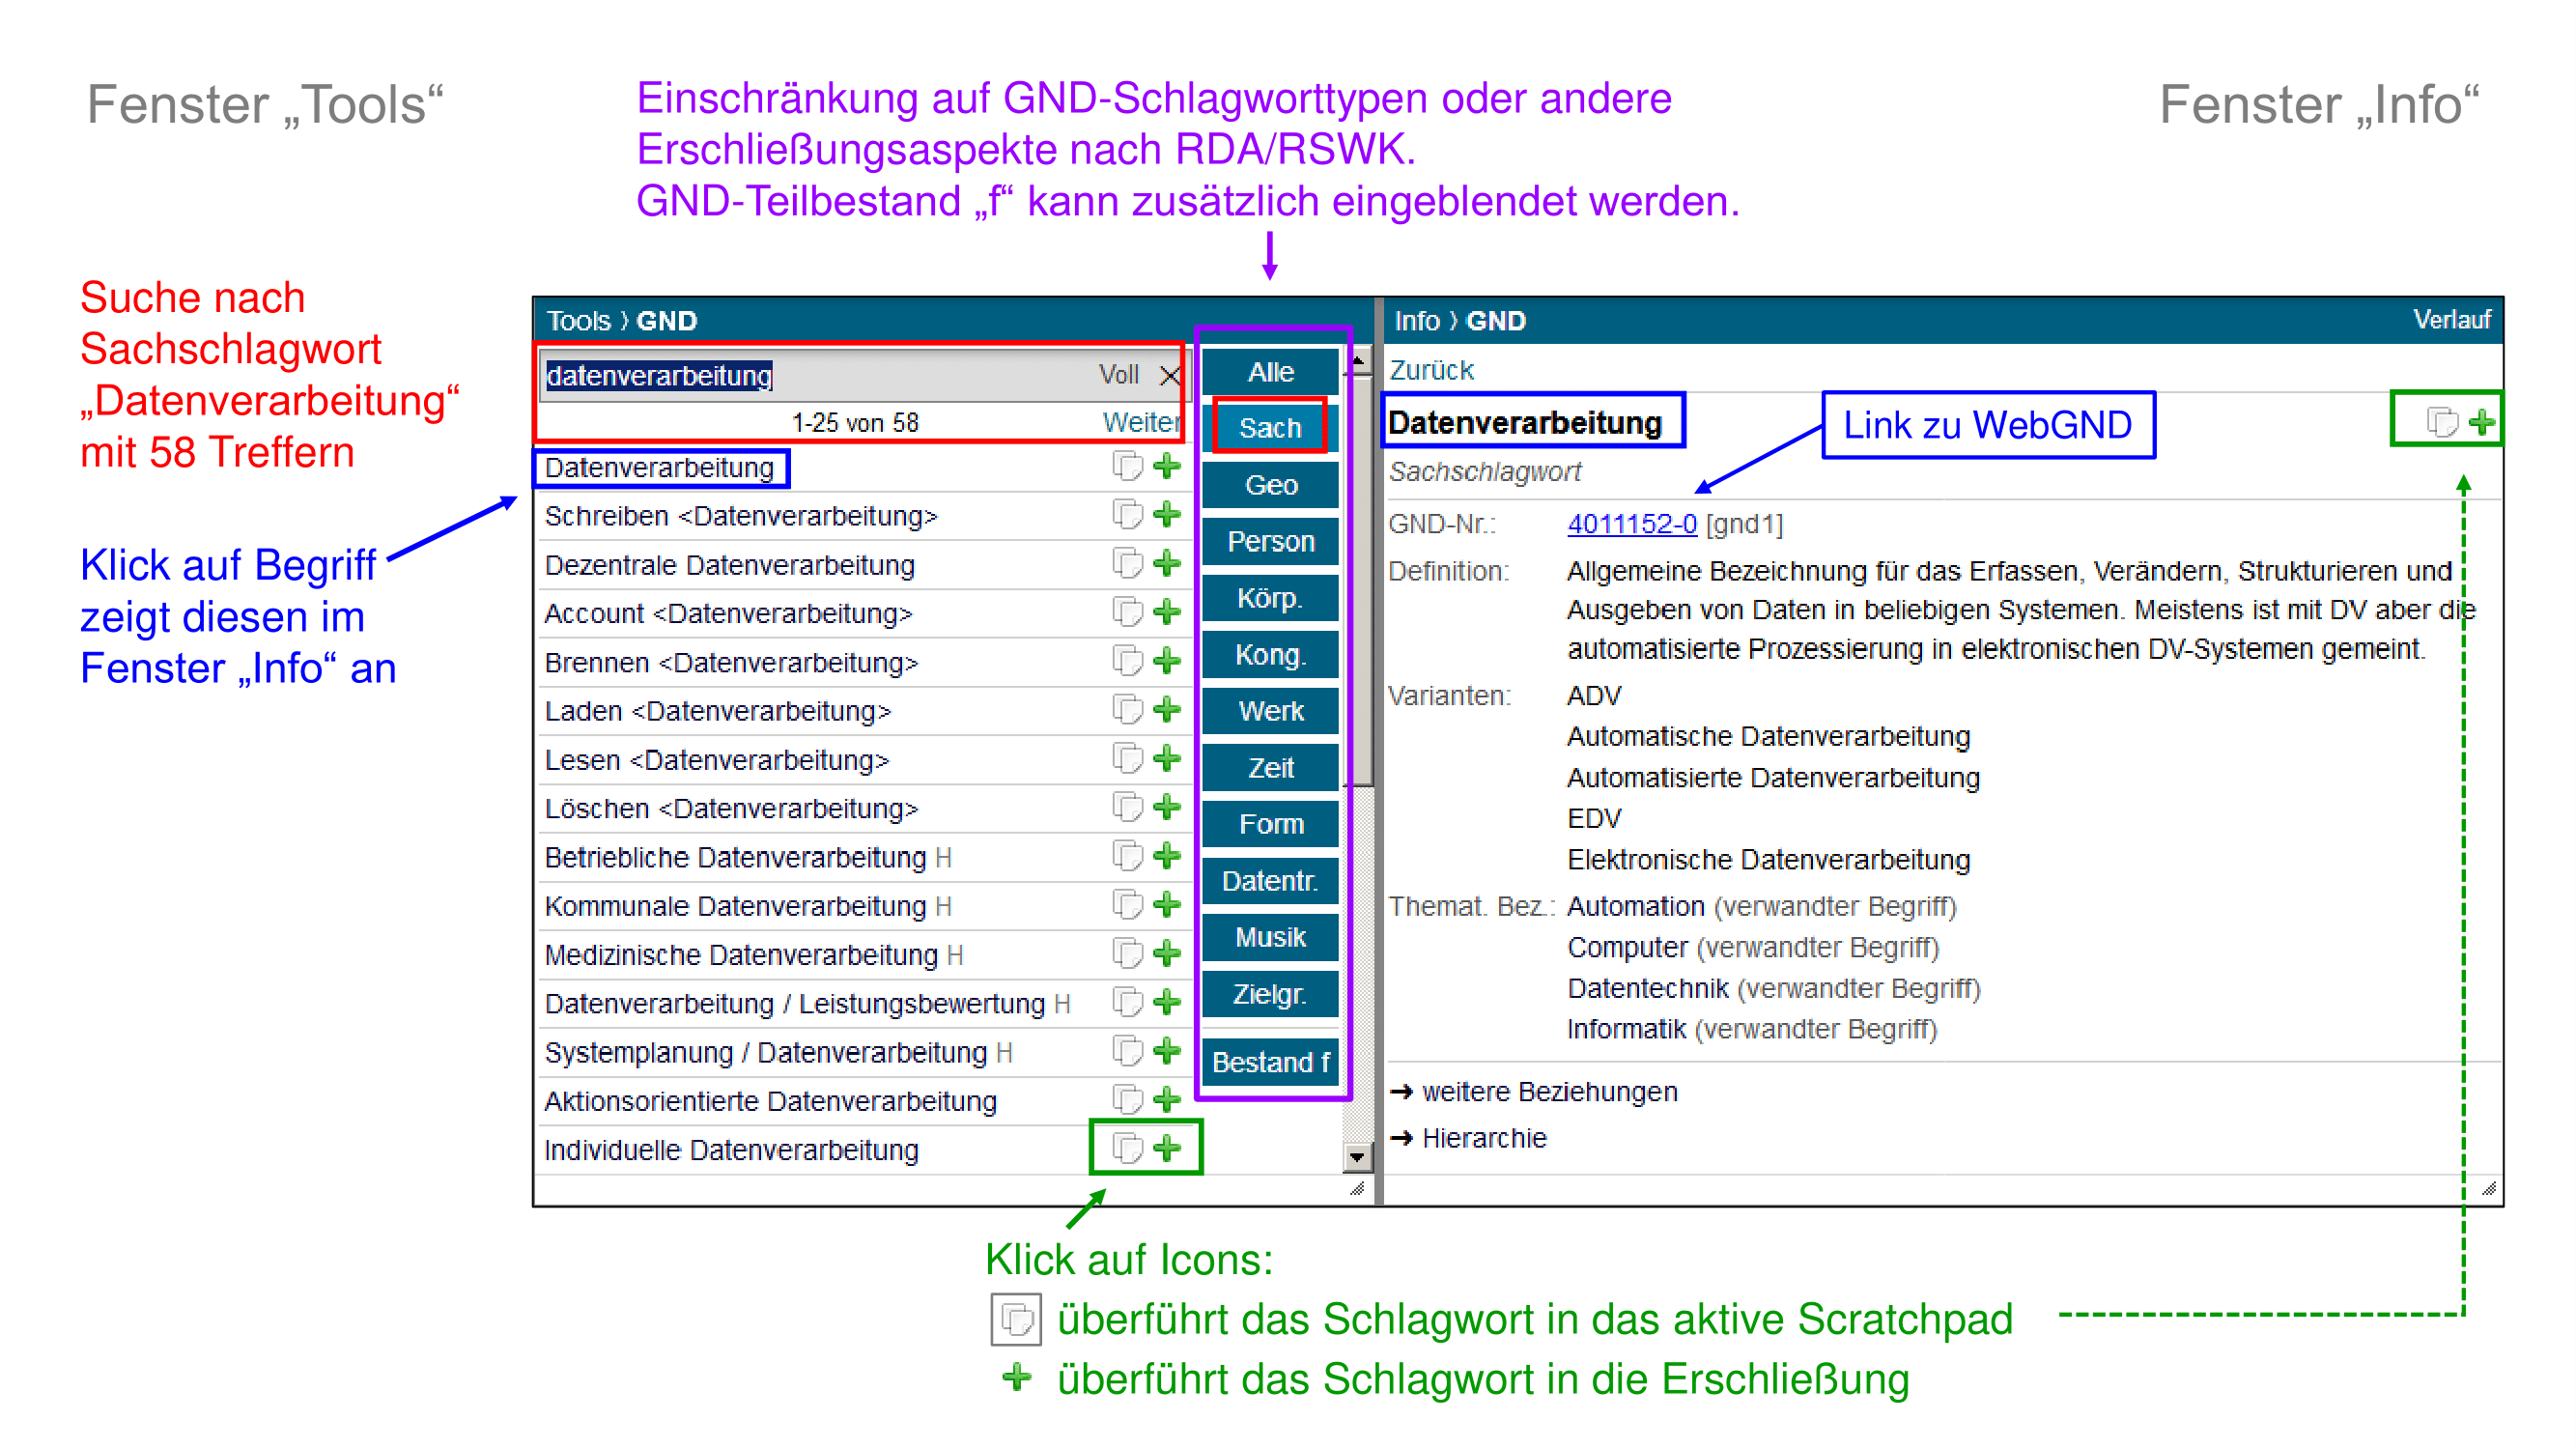 Fenster „Tools“
Einschränkung auf GND-Schlagworttypen oder andere
Erschließungsaspekte nach RDA/RSWK.
GND-Teilbestand „f“ kann zusätzlich eingeblendet werden.
Fenster „Info“
Suche nach
Sachschlagwort
„Datenverarbeitung“
mit 58 Treffern
Klick auf Begriff
zeigt diesen im
Fenster „Info“ an
Tools ⟩ GND
datenverarbeitung Voll
1-25 von 58 Weiter
Datenverarbeitung
Schreiben <Datenverarbeitung>
Dezentrale Datenverarbeitung
Account <Datenverarbeitung>
Brennen <Datenverarbeitung>
Laden <Datenverarbeitung>
Lesen <Datenverarbeitung>
Löschen <Datenverarbeitung>
Betriebliche Datenverarbeitung H
Kommunale Datenverarbeitung H
Medizinische Datenverarbeitung H
Datenverarbeitung / Leistungsbewertung H
Systemplanung / Datenverarbeitung H
Aktionsorientierte Datenverarbeitung
Individuelle Datenverarbeitung
Alle
Sach
Geo
Person
Körp.
Kong.
Werk
Zeit
Form
Datentr.
Musik
Zielgr.
Bestand f
Info ⟩ GND Verlauf
Zurück
Datenverarbeitung
Link zu WebGND
Sachschlagwort
GND-Nr.: 4011152-0 [gnd1]
Definition: Allgemeine Bezeichnung für das Erfassen, Verändern, Strukturieren und
Ausgeben von Daten in beliebigen Systemen. Meistens ist mit DV aber die
automatisierte Prozessierung in elektronischen DV-Systemen gemeint.
Varianten: ADV
Automatische Datenverarbeitung
Automatisierte Datenverarbeitung
EDV
Elektronische Datenverarbeitung
Themat. Bez.: Automation (verwandter Begriff)
Computer (verwandter Begriff)
Datentechnik (verwandter Begriff)
Informatik (verwandter Begriff)
→ weitere Beziehungen
→ Hierarchie
Klick auf Icons:
überführt das Schlagwort in das aktive Scratchpad
überführt das Schlagwort in die Erschließung